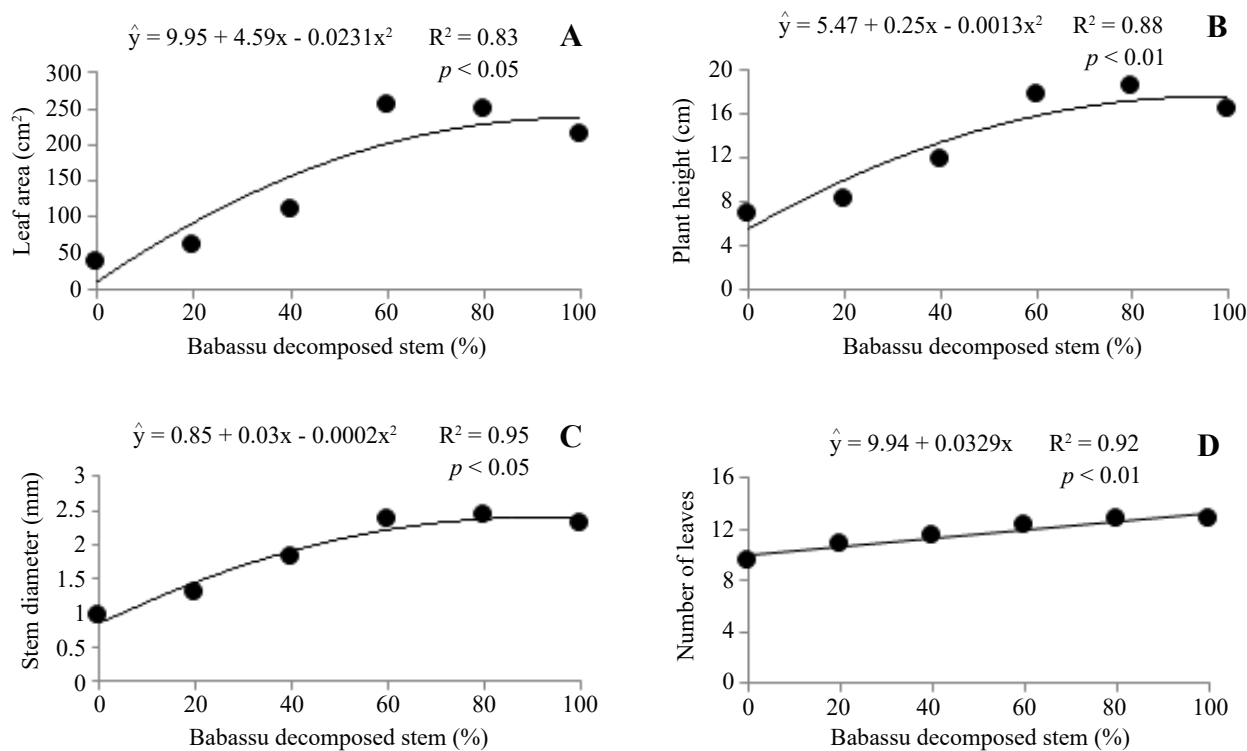 ŷ = 9.95 + 4.59x - 0.0231x² R² = 0.83 A
p < 0.05
300
250
200
150
100
50
0
Leaf area (cm²)
0 20 40 60 80 100
Babassu decomposed stem (%)
ŷ = 5.47 + 0.25x - 0.0013x² R² = 0.88 B
p < 0.01
20
16
12
8
4
0
Plant height (cm)
0 20 40 60 80 100
Babassu decomposed stem (%)
ŷ = 0.85 + 0.03x - 0.0002x² R² = 0.95 C
p < 0.05
3
2.5
2
1.5
1
0.5
0
Stem diameter (mm)
0 20 40 60 80 100
Babassu decomposed stem (%)
ŷ = 9.94 + 0.0329x R² = 0.92 D
p < 0.01
16
12
8
4
0
Number of leaves
0 20 40 60 80 100
Babassu decomposed stem (%)